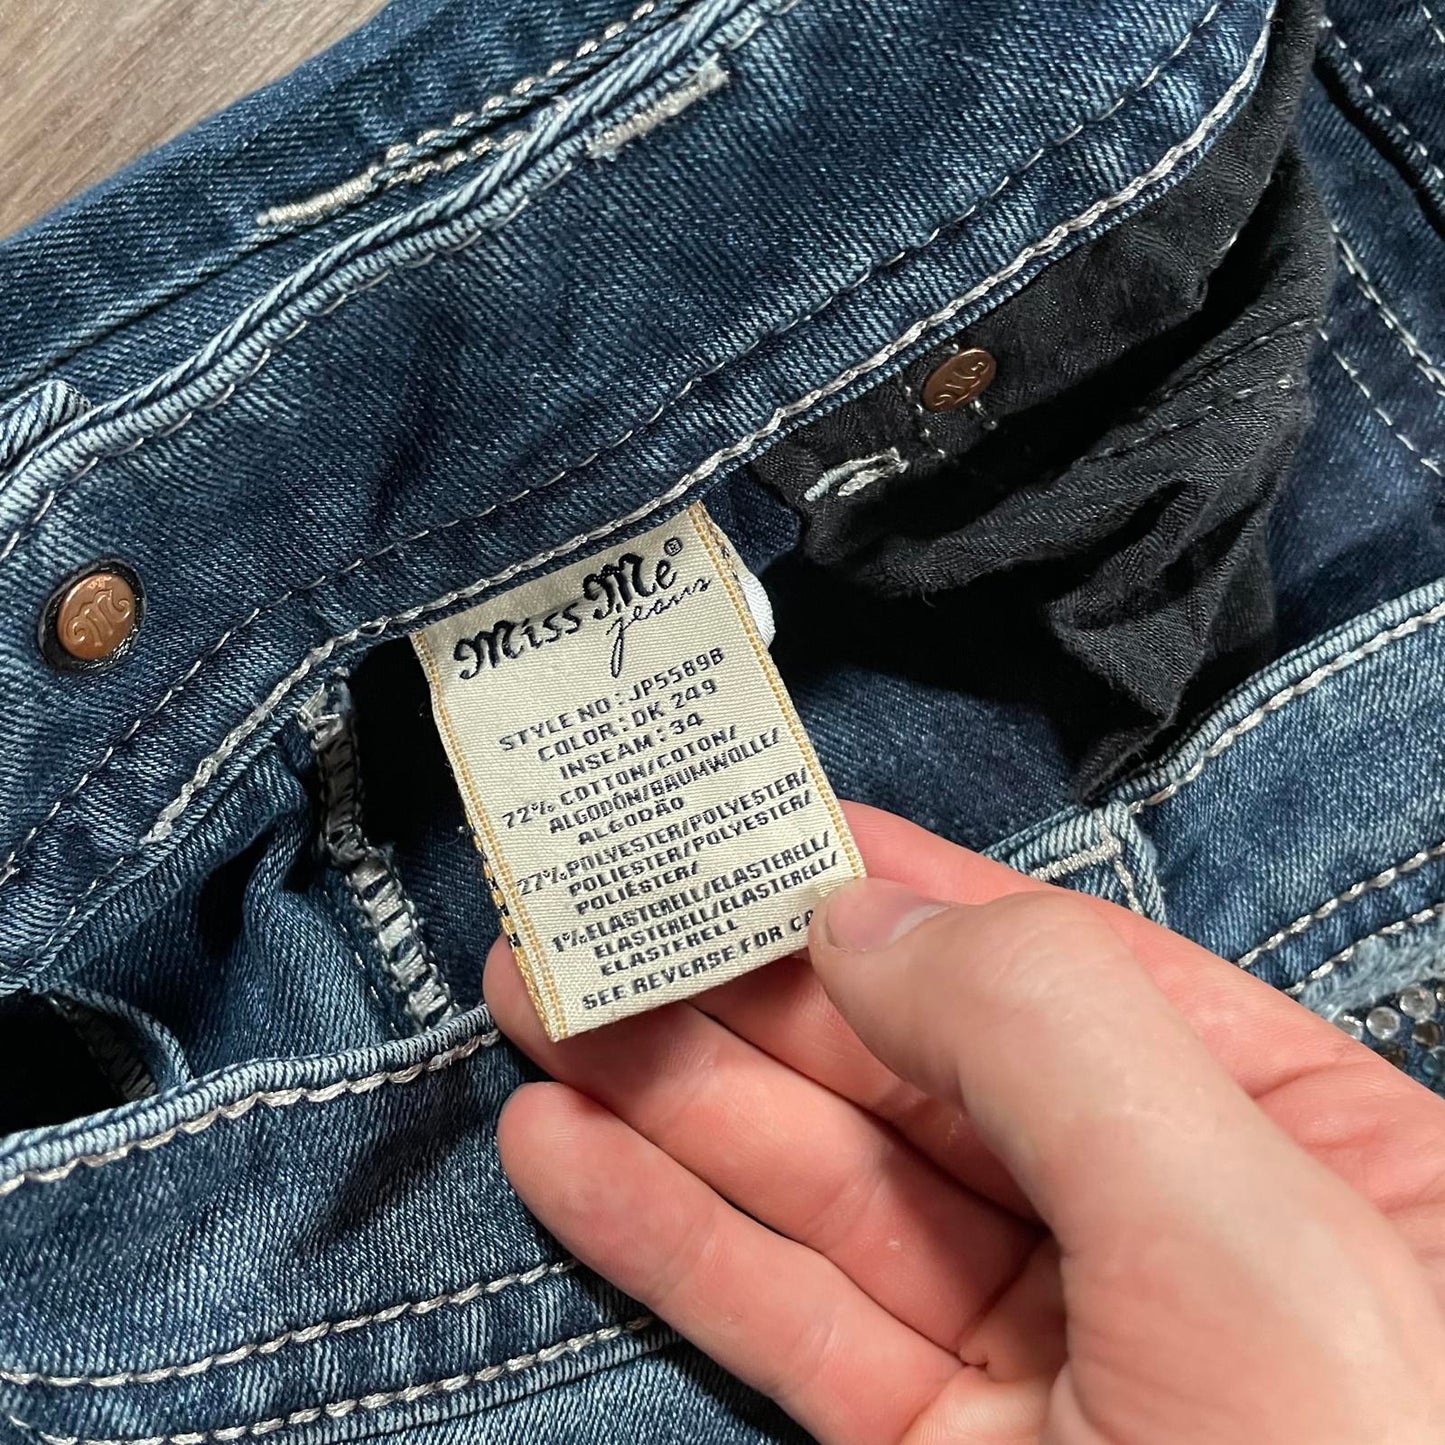 Miss Me®
jeans
STYLE NO: JP5589B
COLOR: DK 249
INSEAM: 34
72% COTTON/COTON/
ALGODÓN/BAUMWOLLE/
ALGODÃO
27% POLYESTER/POLYESTER/
POLIESTER/POLYESTER/
POLIÉSTER/
1% ELASTERELL/ELASTERELL/
ELASTERELL/ELASTERELL/
ELASTERELL
SEE REVERSE FOR